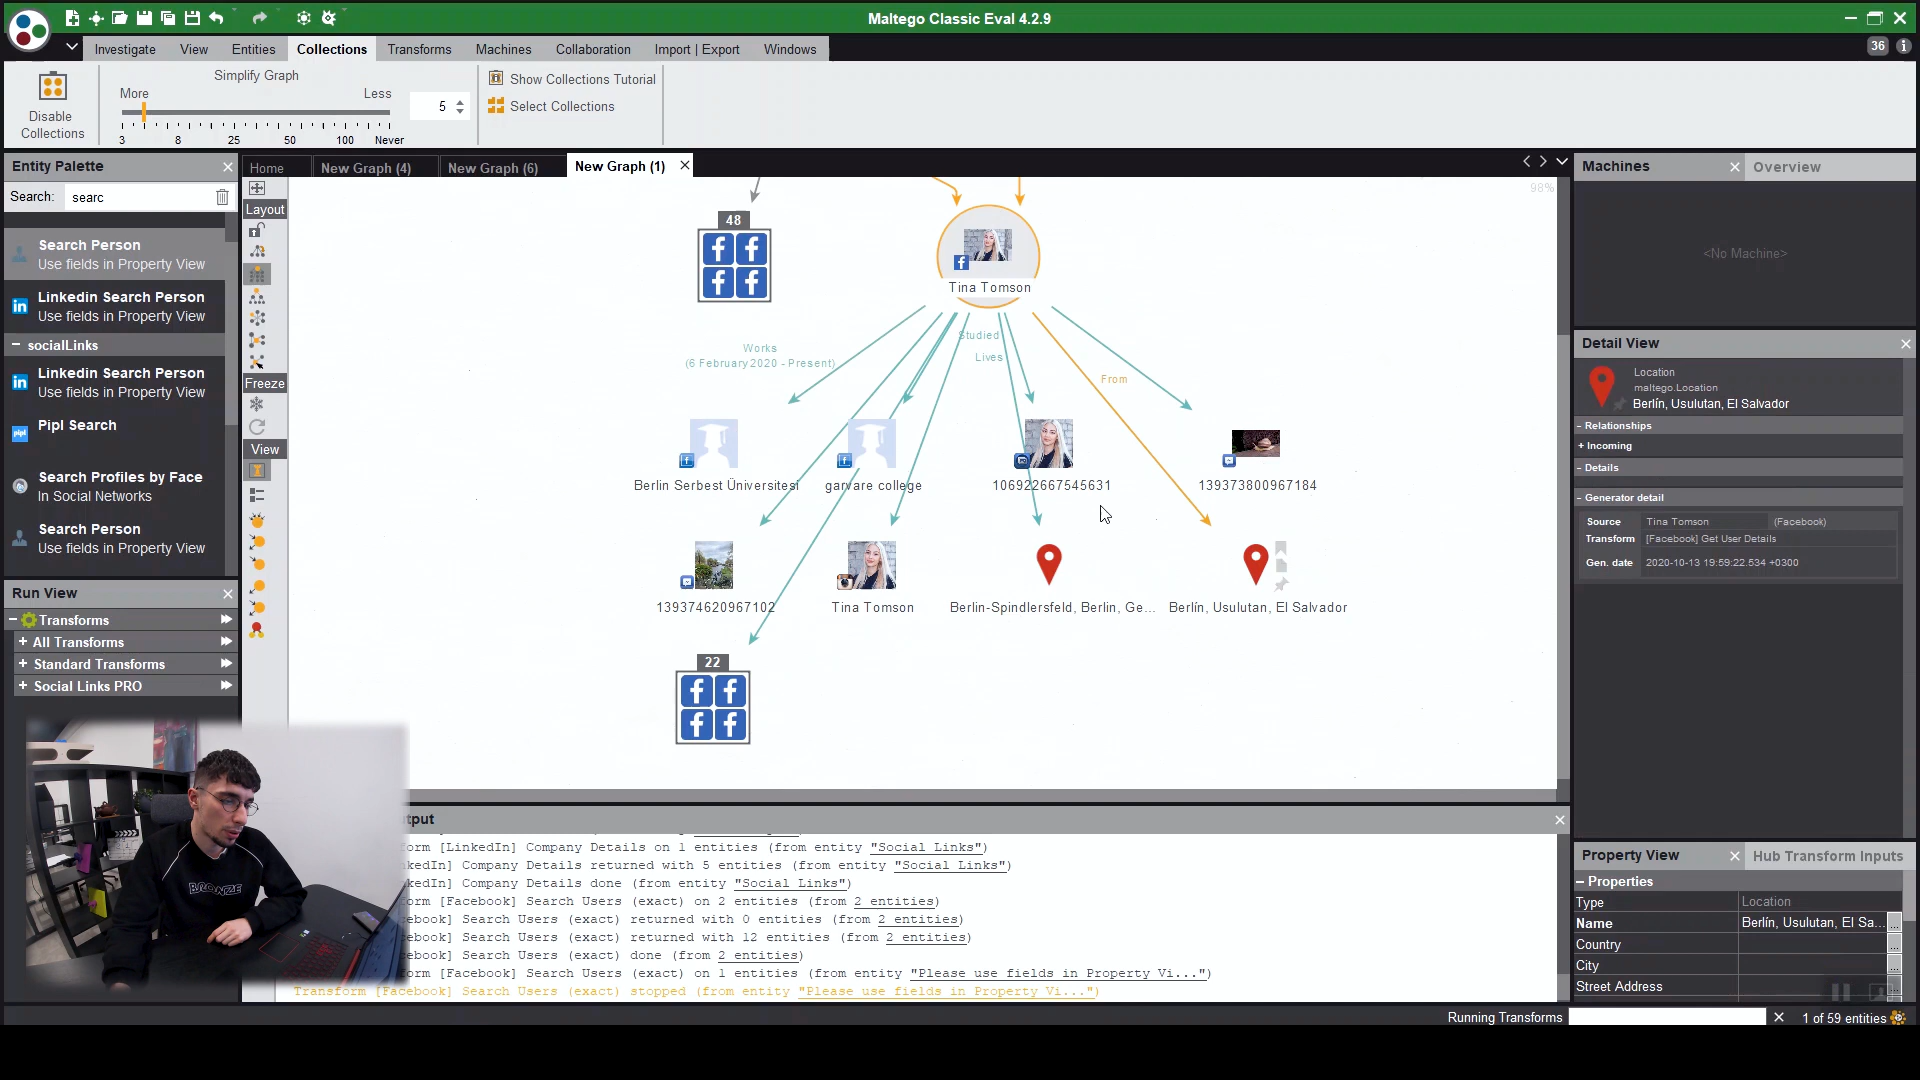 Maltego Classic Eval 4.2.9
Investigate View Entities Collections Transforms Machines Collaboration Import | Export Windows
36
Disable
Collections
Simplify Graph
More Less
5
3 8 25 50 100 Never
Show Collections Tutorial
Select Collections
Entity Palette
Search: searc
Search Person
Use fields in Property View
Linkedin Search Person
Use fields in Property View
socialLinks
Linkedin Search Person
Use fields in Property View
Pipl Search
Search Profiles by Face
In Social Networks
Search Person
Use fields in Property View
Run View
Transforms
+ All Transforms
+ Standard Transforms
+ Social Links PRO
Home New Graph (4) New Graph (6) New Graph (1)
Layout
Freeze
View
98%
48
Tina Tomson
Works
(6 February 2020 - Present)
Studied
Lives
From
Berlin Serbest Üniversitesi
garvare college
106922667545631
139373800967184
139374620967102
Tina Tomson
Berlin-Spindlersfeld, Berlin, Ge...
Berlín, Usulutan, El Salvador
22
tput
orm [LinkedIn] Company Details on 1 entities (from entity "Social Links")
kedIn] Company Details returned with 5 entities (from entity "Social Links")
kedIn] Company Details done (from entity "Social Links")
orm [Facebook] Search Users (exact) on 2 entities (from 2 entities)
ebook] Search Users (exact) returned with 0 entities (from 2 entities)
ebook] Search Users (exact) returned with 12 entities (from 2 entities)
ebook] Search Users (exact) done (from 2 entities)
orm [Facebook] Search Users (exact) on 1 entities (from entity "Please use fields in Property Vi...")
Transform [Facebook] Search Users (exact) stopped (from entity "Please use fields in Property Vi...")
Machines Overview
<No Machine>
Detail View
Location
maltego.Location
Berlín, Usulutan, El Salvador
- Relationships
+ Incoming
- Details
- Generator detail
Source Tina Tomson (Facebook)
Transform [Facebook] Get User Details
Gen. date 2020-10-13 19:59:22.534 +0300
Property View Hub Transform Inputs
- Properties
Type Location
Name Berlín, Usulutan, El Sa...
Country
City
Street Address
Running Transforms
1 of 59 entities
BRONZE